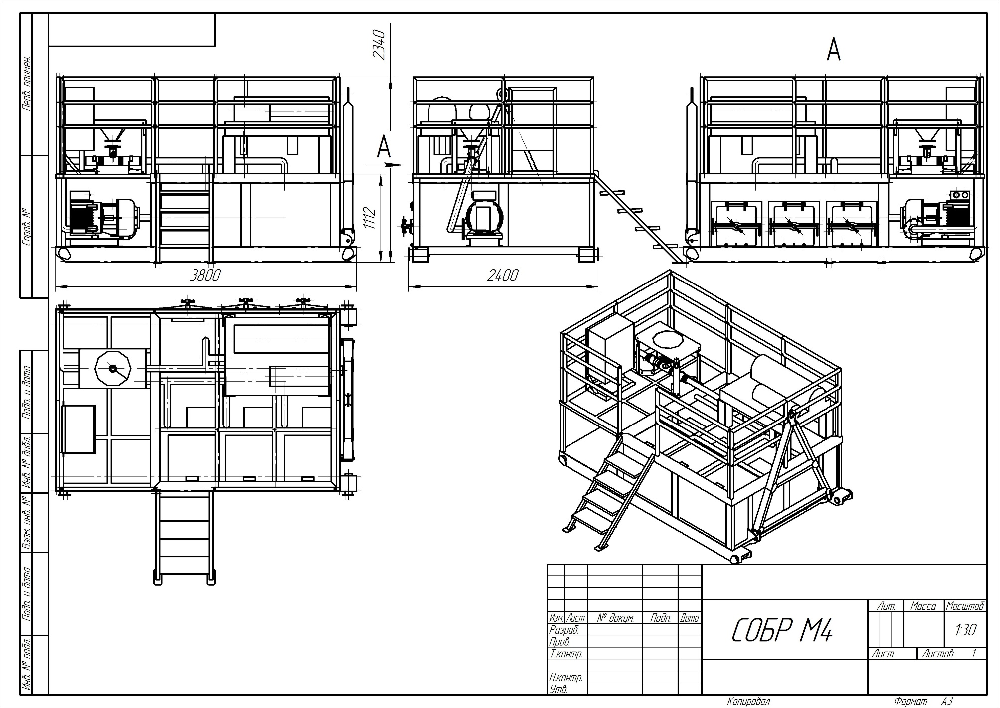 Перв. примен.
Справ. №
Подп. и дата
Инв. № дубл.
Взам. инв. №
Подп. и дата
Инв. № подл.
2340
А
А
1112
3800
2400
Изм. Лист № докум. Подп. Дата
Разраб.
Пров.
Т.контр.
Н.контр.
Утв.
СОБР М4
Лит. Масса Масштаб
1:30
Лист Листов 1
Копировал Формат А3